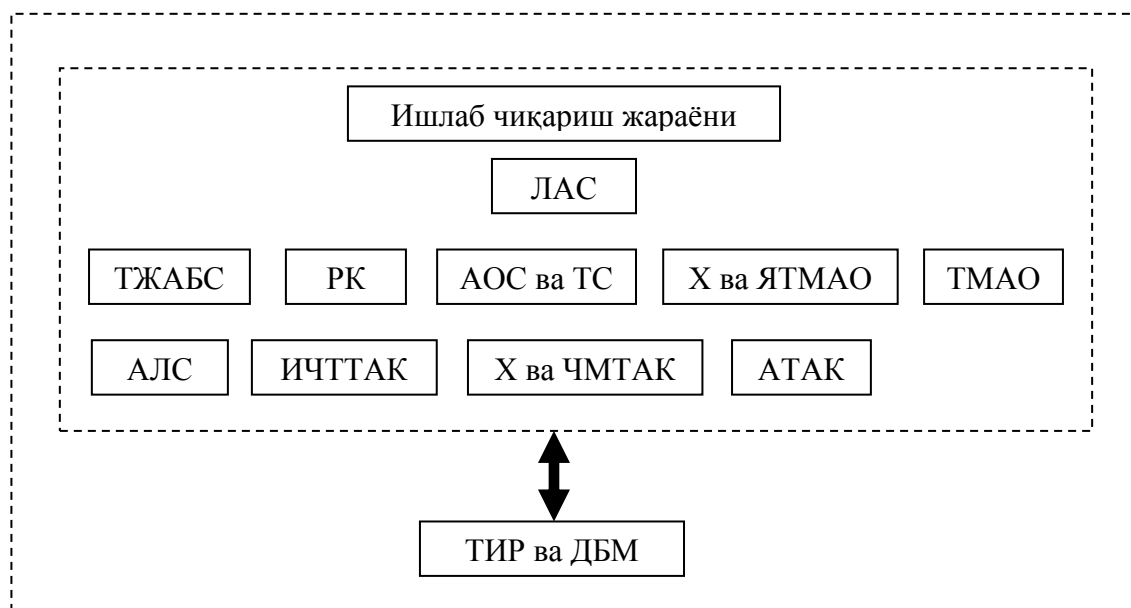 Ишлаб чиқариш жараёни
ЛАС
ТЖАБС РК АОС ва ТС Х ва ЯТМАО ТМАО
АЛС ИЧТТАК Х ва ЧМТАК АТАК
ТИР ва ДБМ